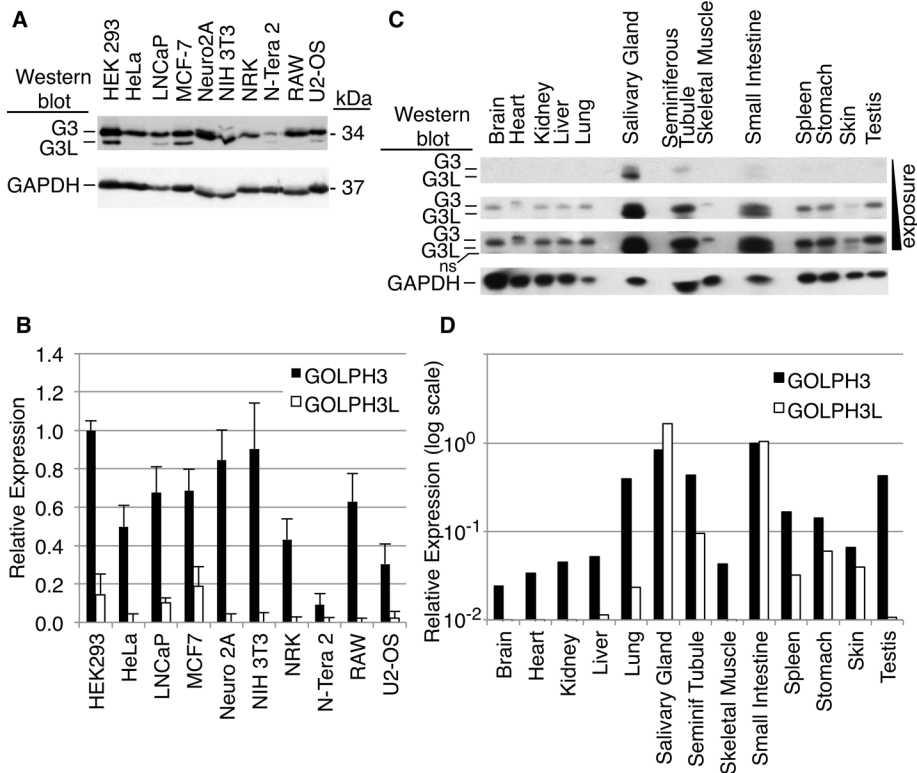 A
HEK 293
HeLa
LNCaP
MCF-7
Neuro2A
NIH 3T3
NRK
N-Tera 2
RAW
U2-OS
Western
blot
kDa
G3
34
G3L
GAPDH
37
B
1.4
1.2
1.0
0.8
0.6
0.4
0.2
0.0
Relative Expression
GOLPH3
GOLPH3L
HEK293
HeLa
LNCaP
MCF7
Neuro 2A
NIH 3T3
NRK
N-Tera 2
RAW
U2-OS
C
Brain
Heart
Kidney
Liver
Lung
Salivary Gland
Seminiferous
Tubule
Skeletal Muscle
Small Intestine
Spleen
Stomach
Skin
Testis
Western
blot
G3
G3L
G3
G3L
G3
G3L
ns
GAPDH
exposure
D
Relative Expression (log scale)
10⁰
10⁻¹
10⁻²
GOLPH3
GOLPH3L
Brain
Heart
Kidney
Liver
Lung
Salivary Gland
Seminif Tubule
Skeletal Muscle
Small Intestine
Spleen
Stomach
Skin
Testis